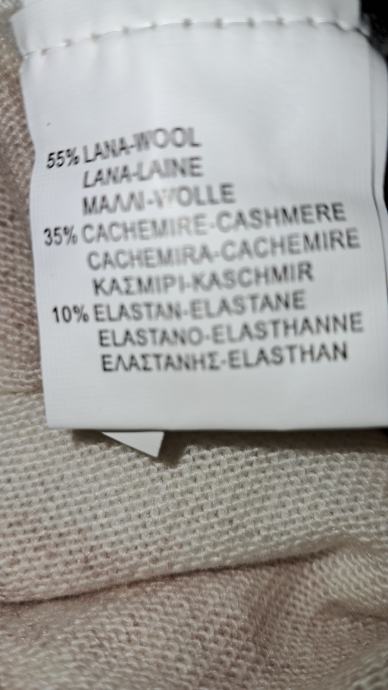 55% LANA-WOOL
LANA-LAINE
ΜΑΛΛΙ-WOLLE
35% CACHEMIRE-CASHMERE
CACHEMIRA-CACHEMIRE
ΚΑΣΜΙΡΙ-KASCHMIR
10% ELASTAN-ELASTANE
ELASTANO-ELASTHANNE
ΕΛΑΣΤΑΝΗΣ-ELASTHAN